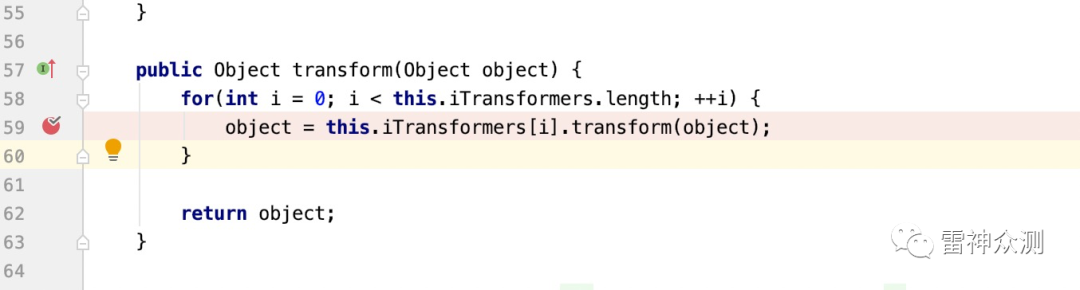 55 }
56
57 public Object transform(Object object) {
58 for(int i = 0; i < this.iTransformers.length; ++i) {
59 object = this.iTransformers[i].transform(object);
60 }
61
62 return object;
63 }
64
雷神众测